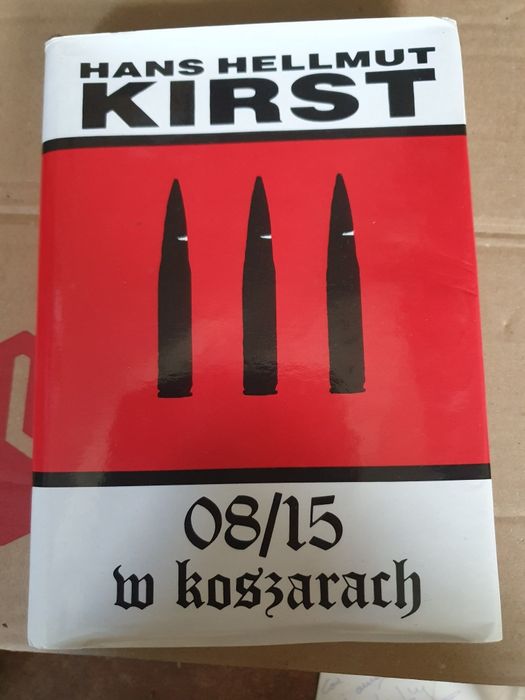 HANS HELLMUT
KIRST
08/15
w koszarach